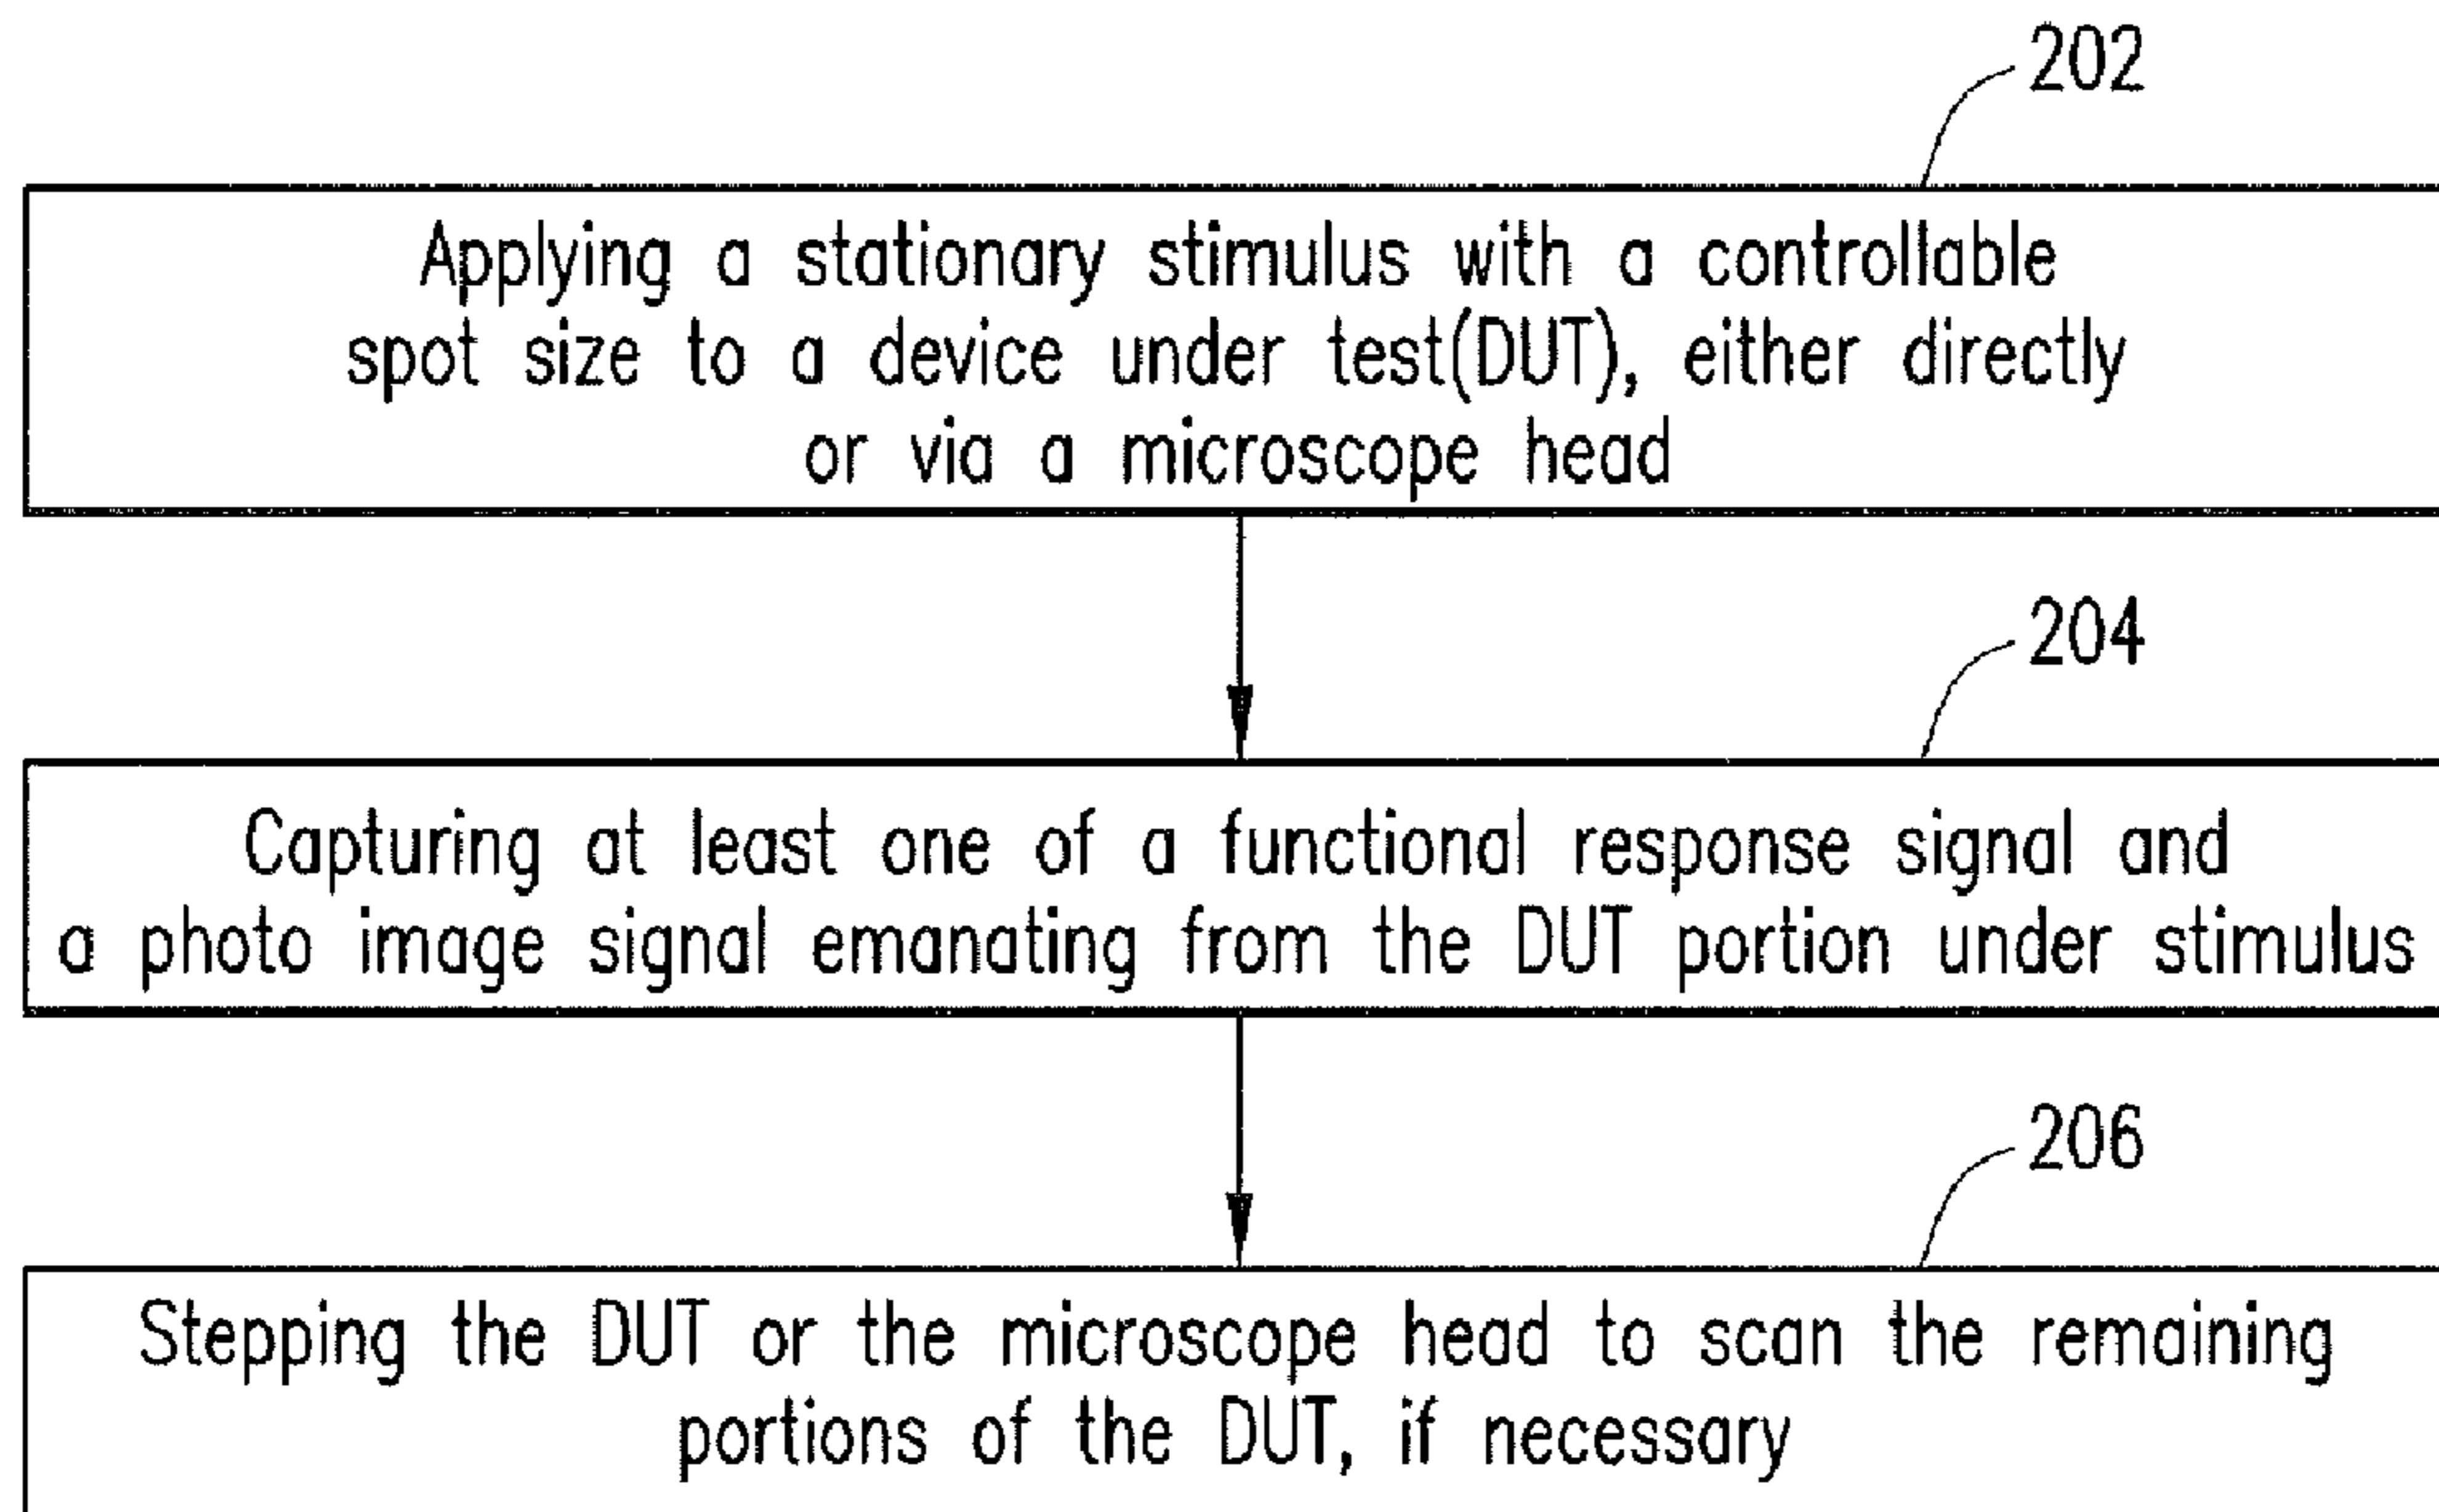 202
Applying a stationary stimulus with a controllable
spot size to a device under test(DUT), either directly
or via a microscope head
204
Capturing at least one of a functional response signal and
a photo image signal emanating from the DUT portion under stimulus
206
Stepping the DUT or the microscope head to scan the remaining
portions of the DUT, if necessary